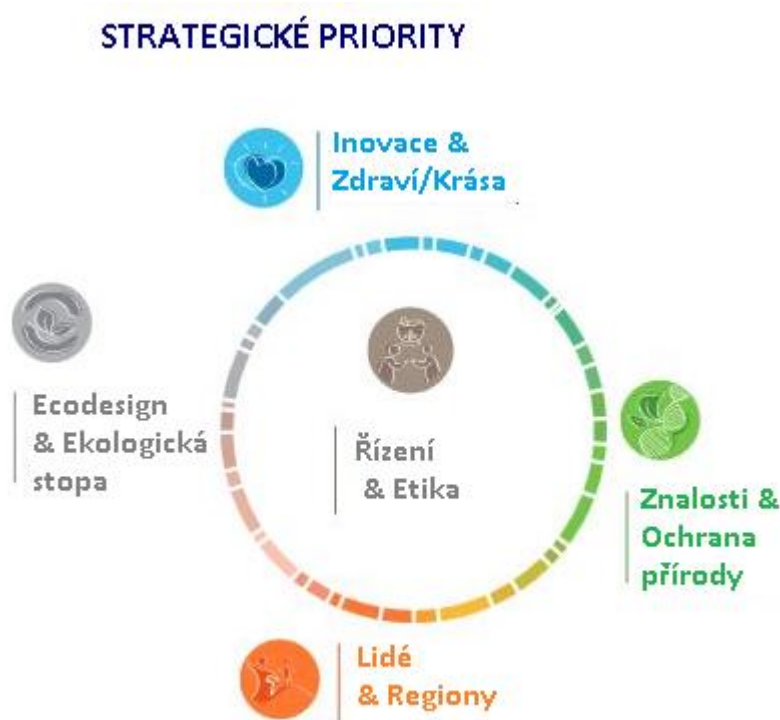 STRATEGICKÉ PRIORITY
Inovace &
Zdraví/Krása
Ecodesign
& Ekologická
stopa
Řízení
& Etika
Znalosti &
Ochrana
přírody
Lidé
& Regiony